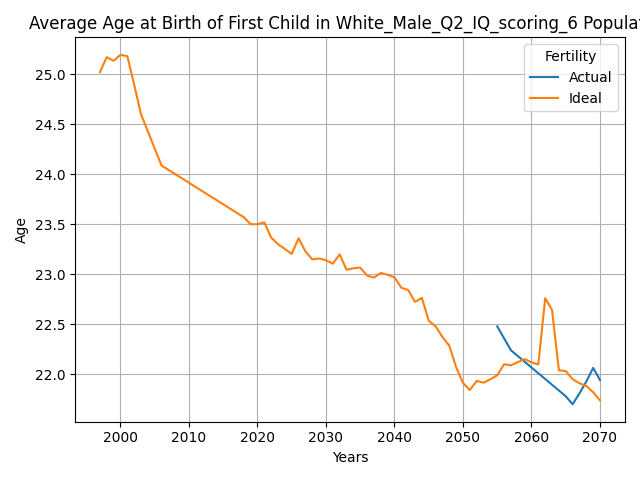 Average Age at Birth of First Child in White_Male_Q2_IQ_scoring_6 Populat
Fertility
Actual
Ideal
25.0
24.5
24.0
23.5
23.0
22.5
22.0
Age
2000
2010
2020
2030
2040
2050
2060
2070
Years